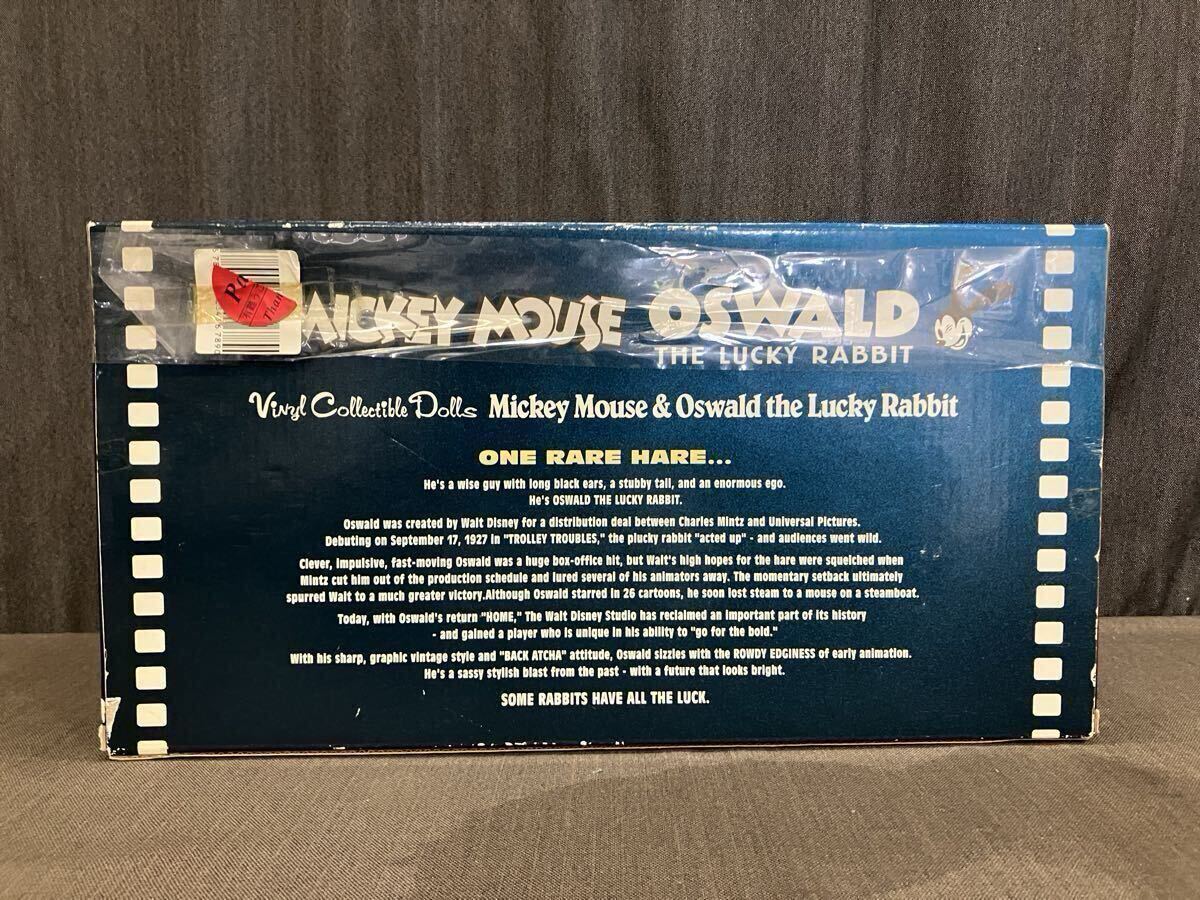 MICKEY MOUSE OSWALD
THE LUCKY RABBIT
Vinyl Collectible Dolls Mickey Mouse & Oswald the Lucky Rabbit
ONE RARE HARE...
He's a wise guy with long black ears, a stubby tail, and an enormous ego.
He's OSWALD THE LUCKY RABBIT.
Oswald was created by Walt Disney for a distribution deal between Charles Mintz and Universal Pictures.
Debuting on September 17, 1927 in "TROLLEY TROUBLES," the plucky rabbit "acted up" - and audiences went wild.
Clever, impulsive, fast-moving Oswald was a huge box-office hit, but Walt's high hopes for the hare were squelched when
Mintz cut him out of the production schedule and lured several of his animators away. The momentary setback ultimately
spurred Walt to a much greater victory.Although Oswald starred in 26 cartoons, he soon lost steam to a mouse on a steamboat.
Today, with Oswald's return "HOME," The Walt Disney Studio has reclaimed an important part of its history
- and gained a player who is unique in his ability to "go for the bold."
With his sharp, graphic vintage style and "BACK ATCHA" attitude, Oswald sizzles with the ROWDY EDGINESS of early animation.
He's a sassy stylish blast from the past - with a future that looks bright.
SOME RABBITS HAVE ALL THE LUCK.